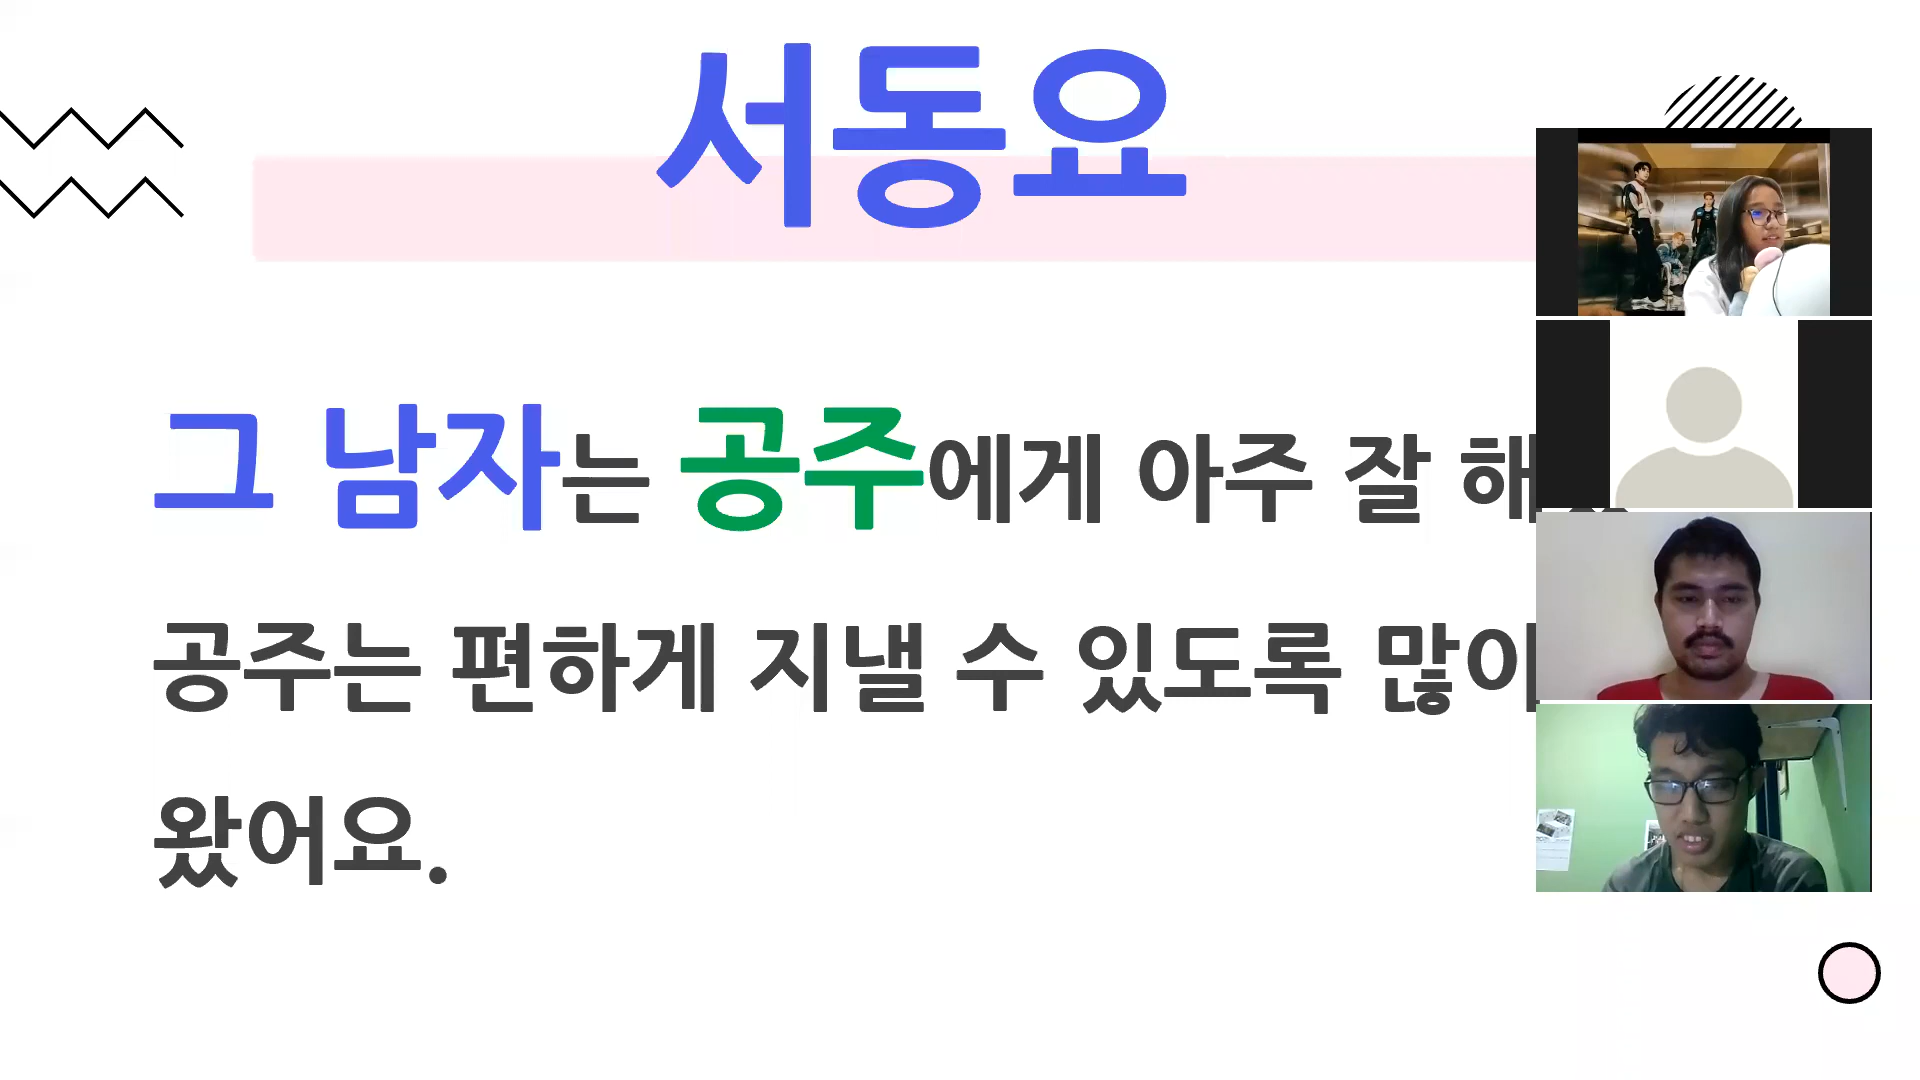 서동요
그 남자는 공주에게 아주 잘 해
공주는 편하게 지낼 수 있도록 많이
왔어요.